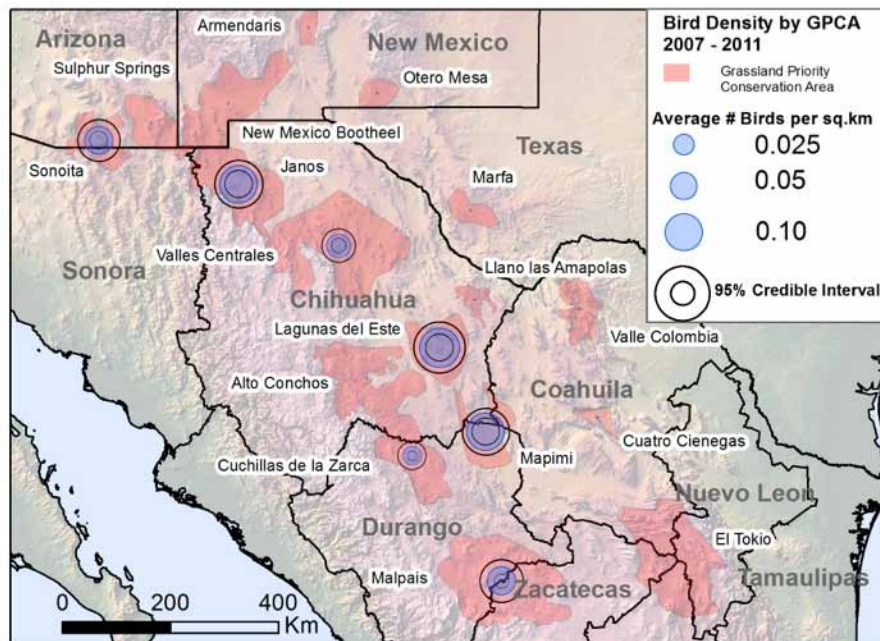 Arizona
Sulphur Springs
Armendaris
New Mexico
Otero Mesa
New Mexico Bootheel
Texas
Sonoita
Janos
Marfa
Valles Centrales
Sonora
Llano las Amapolas
Chihuahua
Lagunas del Este
Valle Colombia
Alto Conchos
Coahuila
Cuatro Cienegas
Cuchillas de la Zarca
Mapimi
Nuevo Leon
Durango
El Tokio
Malpais
Zacatecas
Tamaulipas
0 200 400
Km
Bird Density by GPCA
2007 - 2011
Grassland Priority
Conservation Area
Average # Birds per sq.km
0.025
0.05
0.10
95% Credible Interval